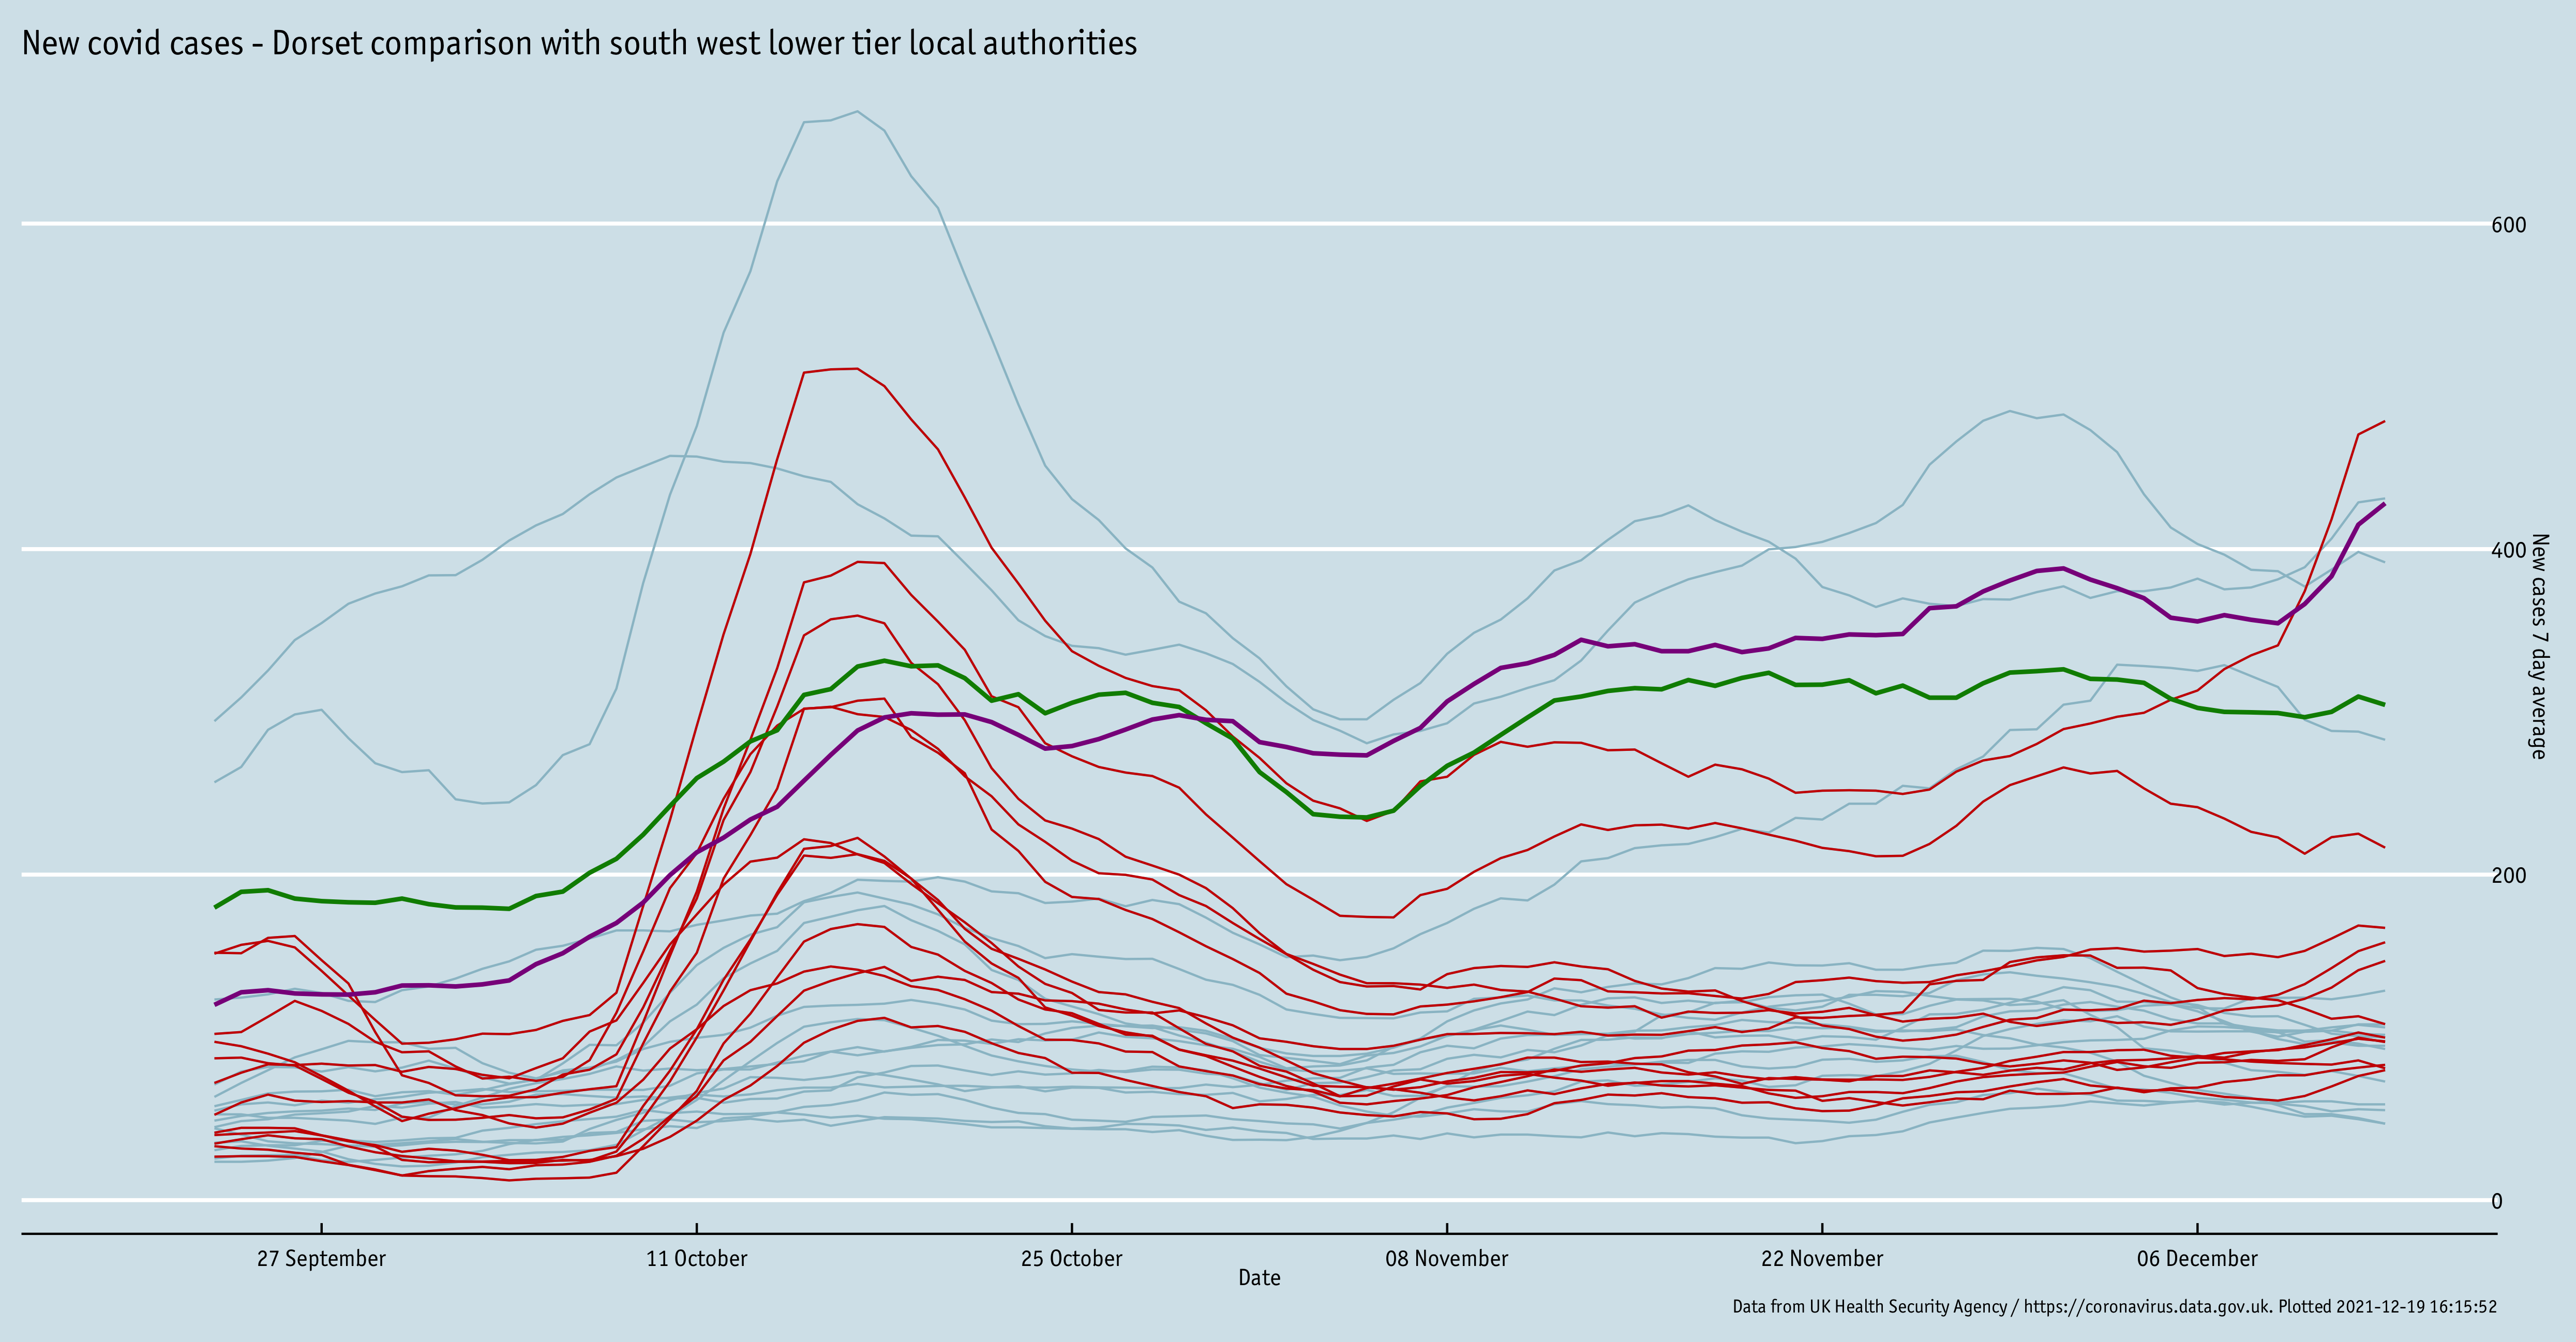 New covid cases - Dorset comparison with south west lower tier local authorities
600
400
200
0
New cases 7 day average
27 September
11 October
25 October
08 November
22 November
06 December
Date
Data from UK Health Security Agency / https://coronavirus.data.gov.uk. Plotted 2021-12-19 16:15:52